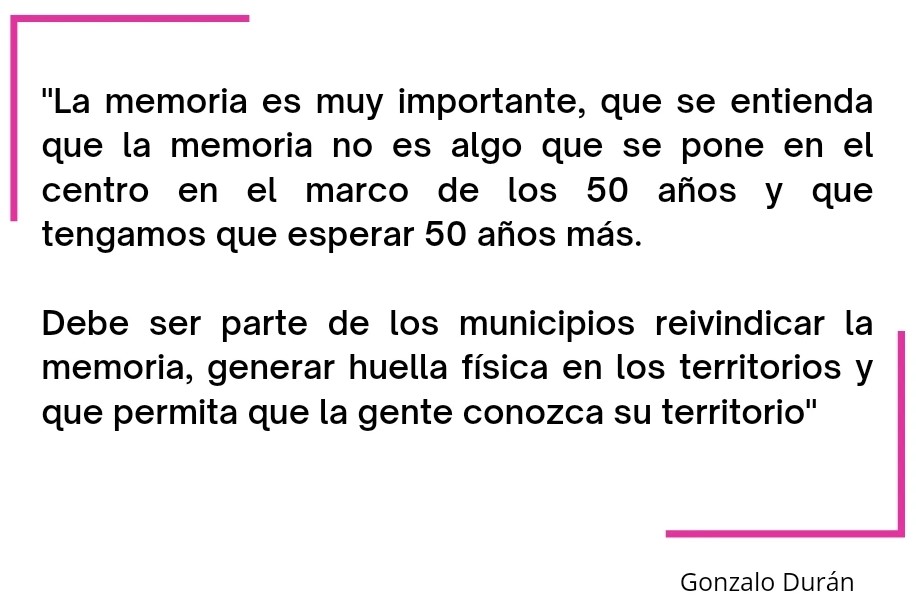 "La memoria es muy importante, que se entienda
que la memoria no es algo que se pone en el
centro en el marco de los 50 años y que
tengamos que esperar 50 años más.
Debe ser parte de los municipios reivindicar la
memoria, generar huella física en los territorios y
que permita que la gente conozca su territorio"
Gonzalo Durán